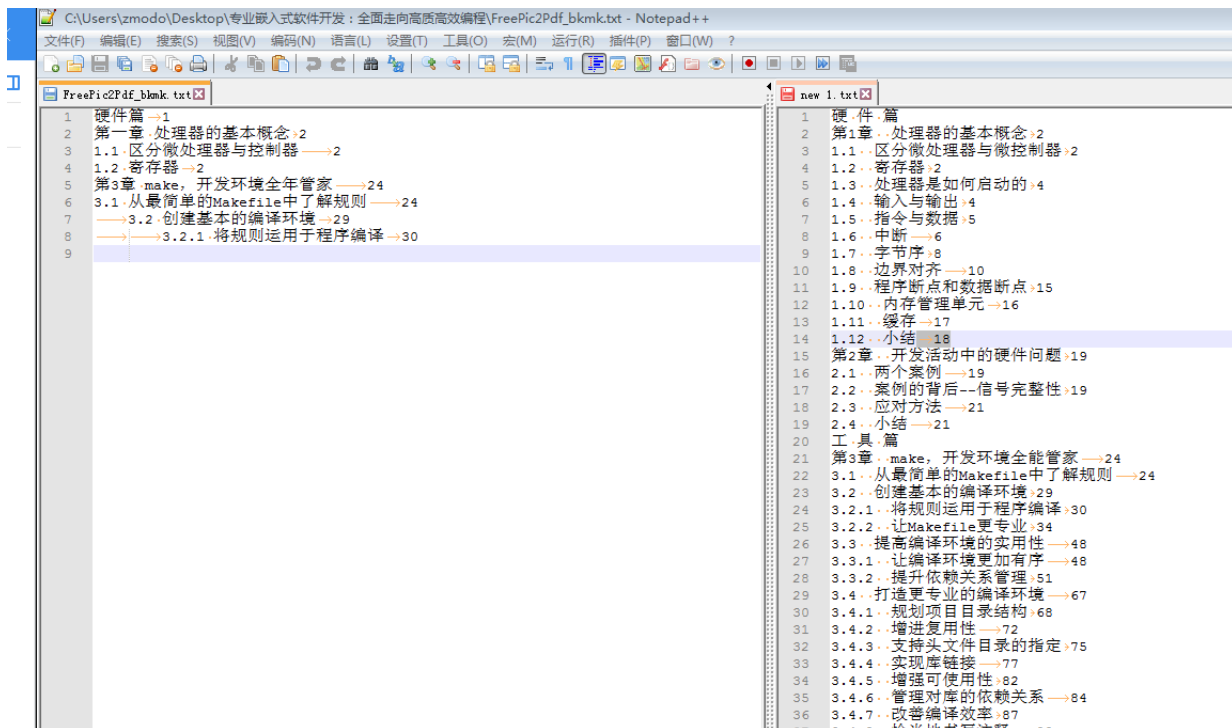 C:\Users\zmodo\Desktop\专业嵌入式软件开发：全面走向高质高效编程\FreePic2Pdf_bkmk.txt - Notepad++
文件(F) 编辑(E) 搜索(S) 视图(V) 编码(N) 语言(L) 设置(T) 工具(O) 宏(M) 运行(R) 插件(P) 窗口(W) ?
FreePic2Pdf_bkmk.txt
1 硬件篇 1
2 第一章 处理器的基本概念 2
3 1.1 区分微处理器与控制器 2
4 1.2 寄存器 2
5 第3章 make，开发环境全年管家 24
6 3.1 从最简单的Makefile中了解规则 24
7 3.2 创建基本的编译环境 29
8 3.2.1 将规则运用于程序编译 30
9
new 1.txt
1 硬 件 篇
2 第1章 处理器的基本概念 2
3 1.1 区分微处理器与微控制器 2
4 1.2 寄存器 2
5 1.3 处理器是如何启动的 4
6 1.4 输入与输出 4
7 1.5 指令与数据 5
8 1.6 中断 6
9 1.7 字节序 8
10 1.8 边界对齐 10
11 1.9 程序断点和数据断点 15
12 1.10 内存管理单元 16
13 1.11 缓存 17
14 1.12 小结 18
15 第2章 开发活动中的硬件问题 19
16 2.1 两个案例 19
17 2.2 案例的背后--信号完整性 19
18 2.3 应对方法 21
19 2.4 小结 21
20 工 具 篇
21 第3章 make，开发环境全能管家 24
22 3.1 从最简单的Makefile中了解规则 24
23 3.2 创建基本的编译环境 29
24 3.2.1 将规则运用于程序编译 30
25 3.2.2 让Makefile更专业 34
26 3.3 提高编译环境的实用性 48
27 3.3.1 让编译环境更加有序 48
28 3.3.2 提升依赖关系管理 51
29 3.4 打造更专业的编译环境 67
30 3.4.1 规划项目目录结构 68
31 3.4.2 增进复用性 72
32 3.4.3 支持头文件目录的指定 75
33 3.4.4 实现库链接 77
34 3.4.5 增强可使用性 82
35 3.4.6 管理对库的依赖关系 84
36 3.4.7 改善编译效率 87